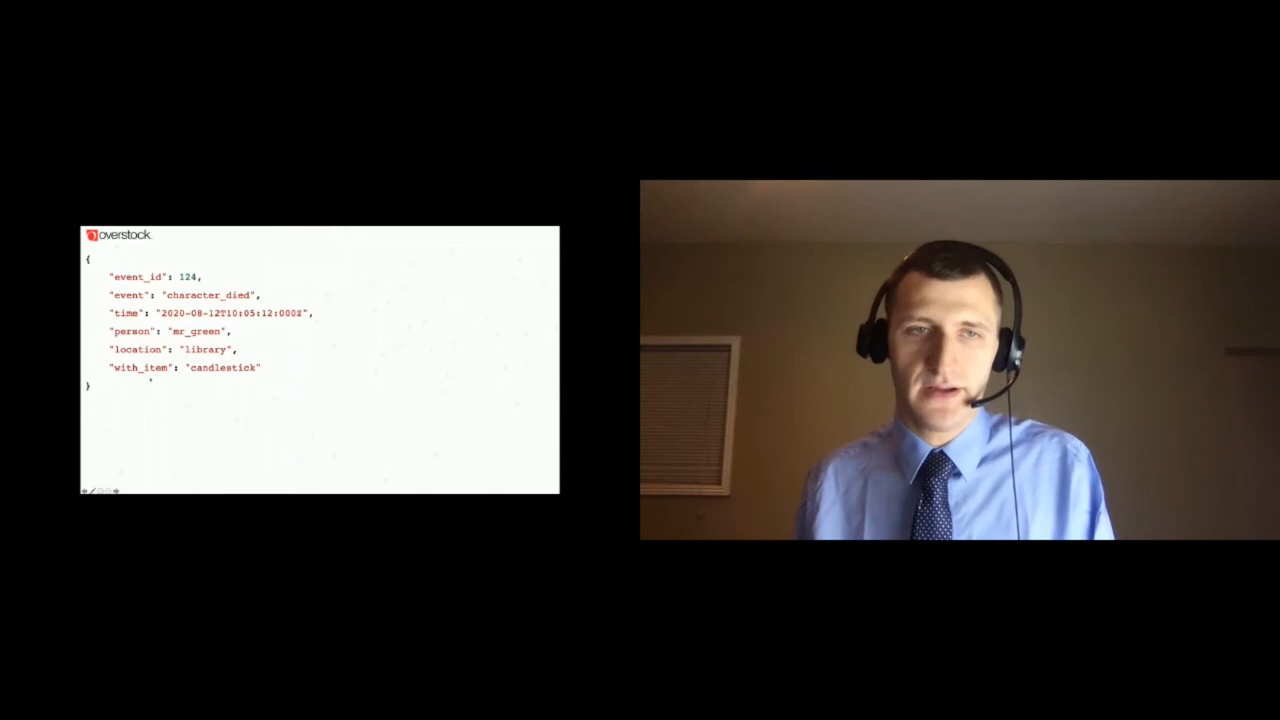 overstock.
{
"event_id": 124,
"event": "character_died",
"time": "2020-08-12T10:05:12:000Z",
"person": "mr_green",
"location": "library",
"with_item": "candlestick"
}